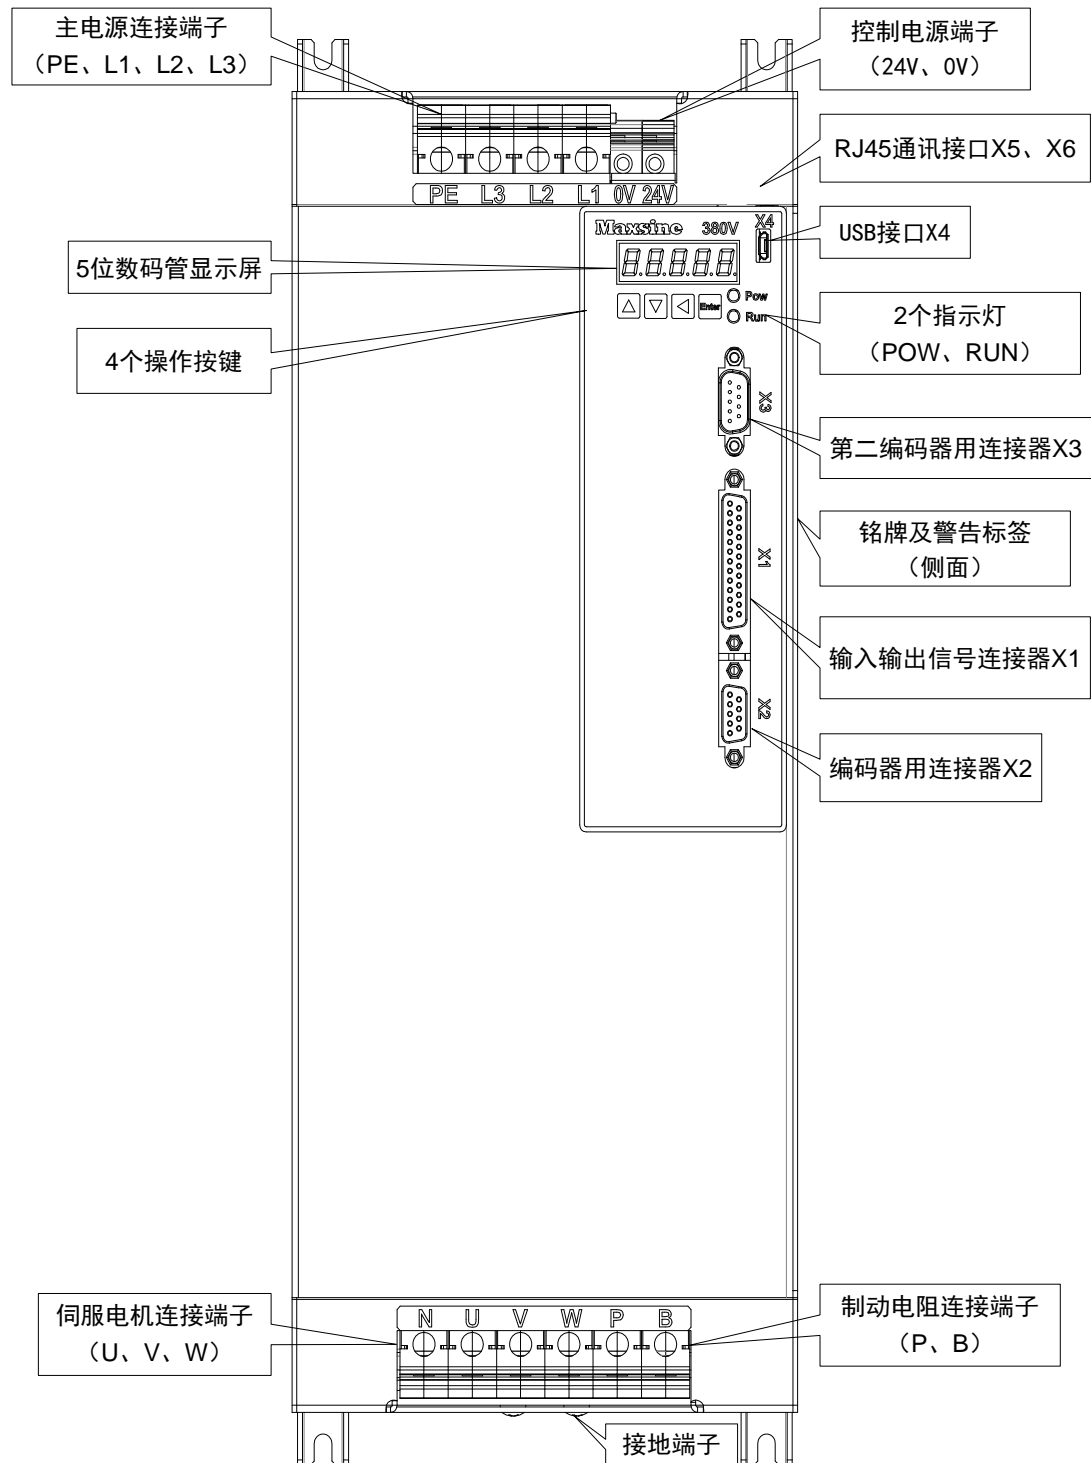 主电源连接端子
（PE、L1、L2、L3）
控制电源端子
（24V、0V）
RJ45通讯接口X5、X6
PE L3 L2 L1 0V 24V
Maxsine 380V X4
USB接口X4
5位数码管显示屏
8.8.8.8.8.
Enter
Pow
Run
2个指示灯
（POW、RUN）
4个操作按键
X3
第二编码器用连接器X3
铭牌及警告标签
（侧面）
X1
输入输出信号连接器X1
X2
编码器用连接器X2
伺服电机连接端子
（U、V、W）
N U V W P B
制动电阻连接端子
（P、B）
接地端子